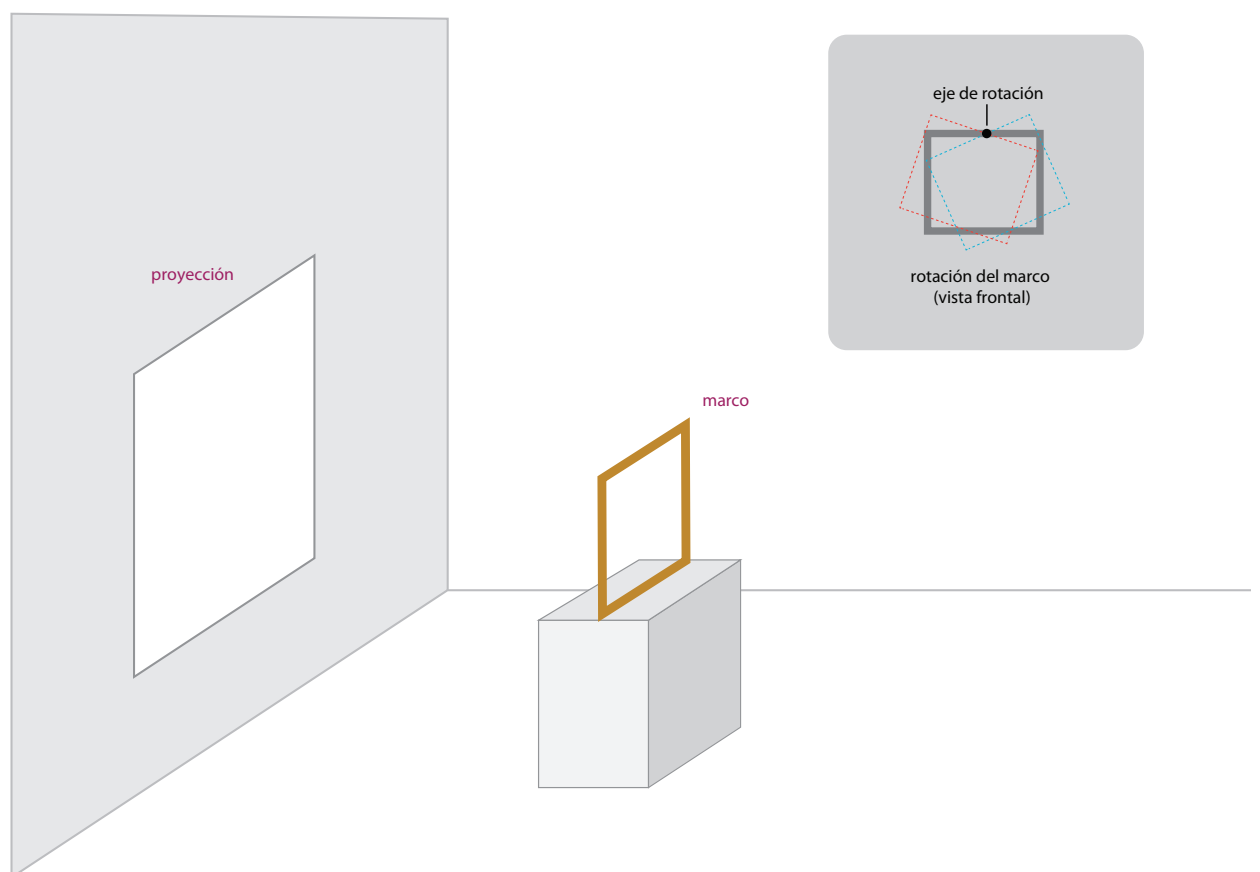 eje de rotación
rotación del marco
(vista frontal)
proyección
marco